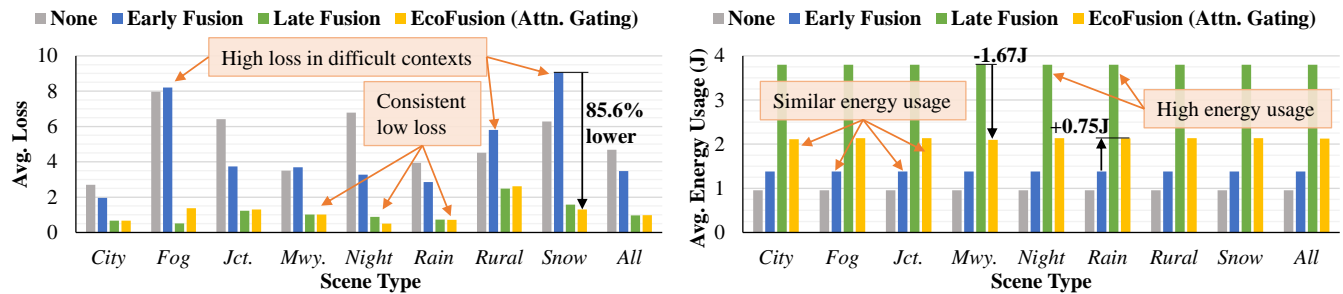 None Early Fusion Late Fusion EcoFusion (Attn. Gating)
10
8
6
4
2
0
Avg. Loss
High loss in difficult contexts
Consistent
low loss
85.6%
lower
City Fog Jct. Mwy. Night Rain Rural Snow All
Scene Type
None Early Fusion Late Fusion EcoFusion (Attn. Gating)
4
3
2
1
0
Avg. Energy Usage (J)
-1.67J
Similar energy usage
High energy usage
+0.75J
City Fog Jct. Mwy. Night Rain Rural Snow All
Scene Type